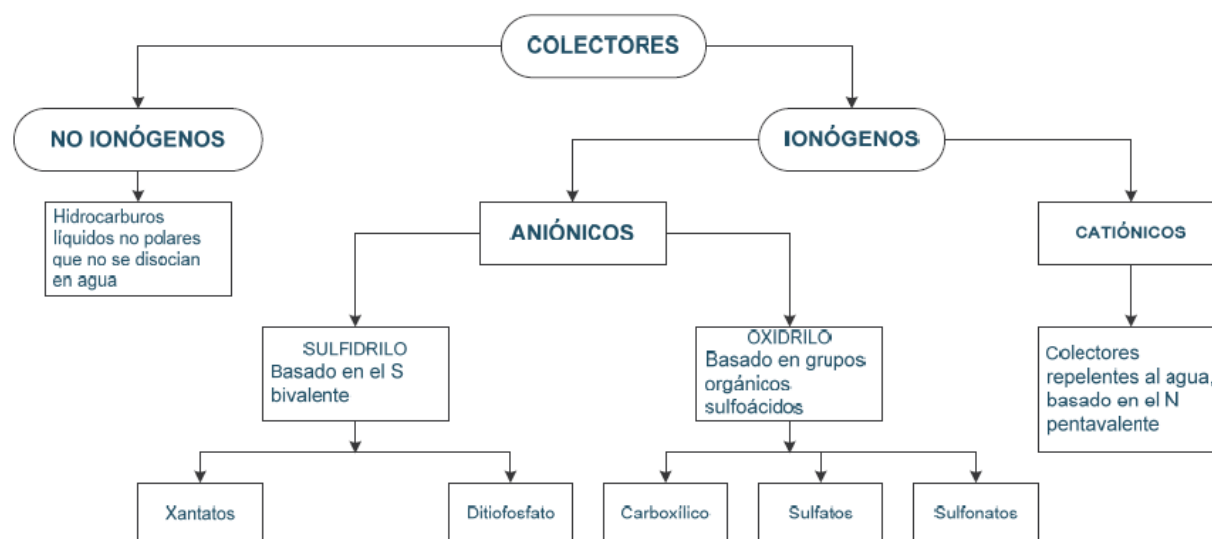 COLECTORES
NO IONÓGENOS
IONÓGENOS
Hidrocarburos
líquidos no polares
que no se disocian
en agua
ANIÓNICOS
CATIÓNICOS
SULFIDRILO
Basado en el S
bivalente
OXIDRILO
Basado en grupos
orgánicos
sulfoácidos
Colectores
repelentes al agua,
basado en el N
pentavalente
Xantatos
Ditiofosfato
Carboxílico
Sulfatos
Sulfonatos